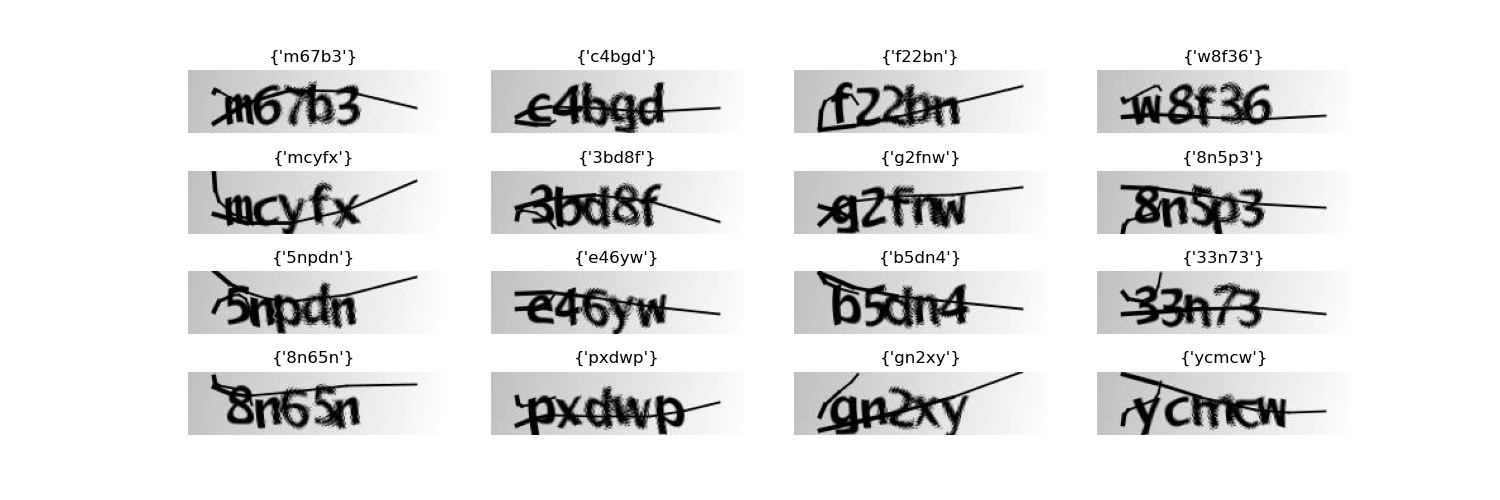 {'m67b3'} {'c4bgd'} {'f22bn'} {'w8f36'}
m67b3 c4bgd f22bn w8f36
{'mcyfx'} {'3bd8f'} {'g2fnw'} {'8n5p3'}
mcyfx 3bd8f g2fnw 8n5p3
{'5npdn'} {'e46yw'} {'b5dn4'} {'33n73'}
5npdn e46yw b5dn4 33n73
{'8n65n'} {'pxdwp'} {'gn2xy'} {'ycmcw'}
8n65n pxdwp gn2xy ycmcw